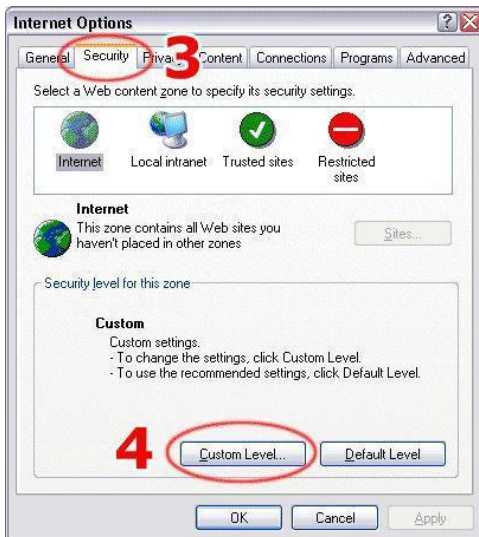 Internet Options
3
General Security Privacy Content Connections Programs Advanced
Select a Web content zone to specify its security settings.
Internet Local intranet Trusted sites Restricted sites
Internet
This zone contains all Web sites you
haven't placed in other zones
Sites...
Security level for this zone
Custom
Custom settings.
- To change the settings, click Custom Level.
- To use the recommended settings, click Default Level.
4
Custom Level... Default Level
OK Cancel Apply